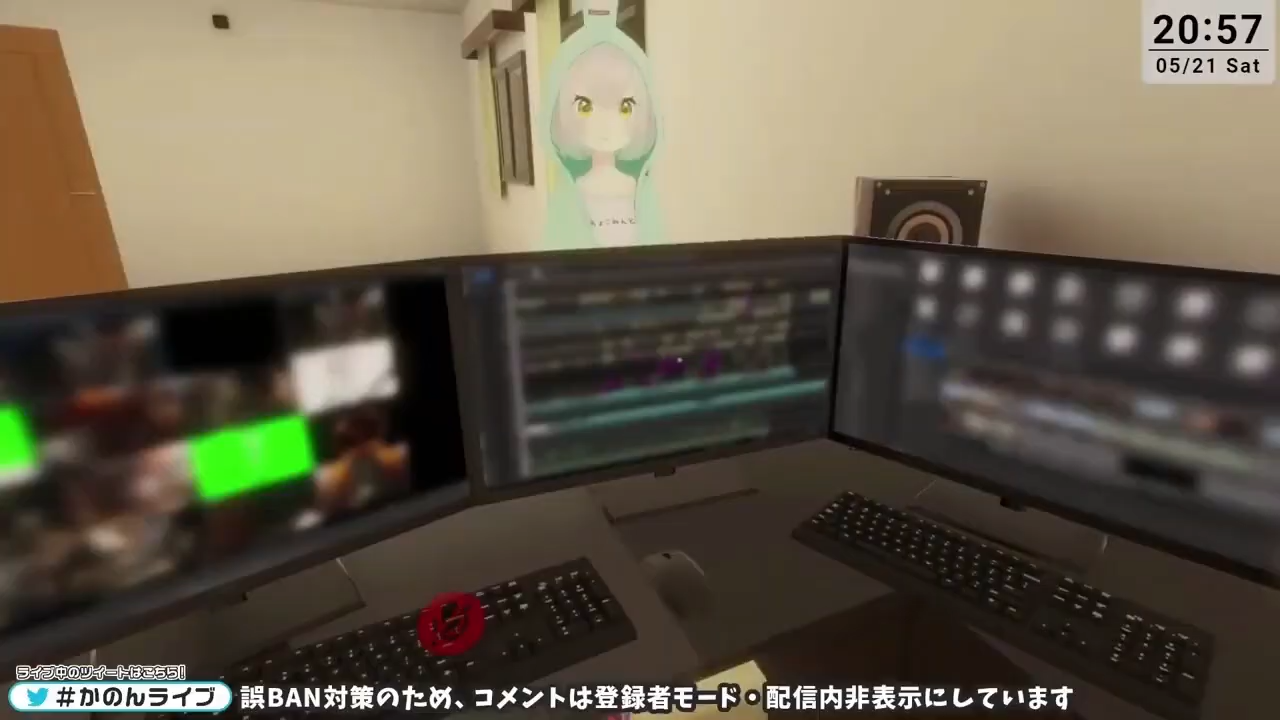 20:57
05/21 Sat
ライブ中のツイートはこちら!
#かのんライブ
誤BAN対策のため、コメントは登録者モード・配信内非表示にしています